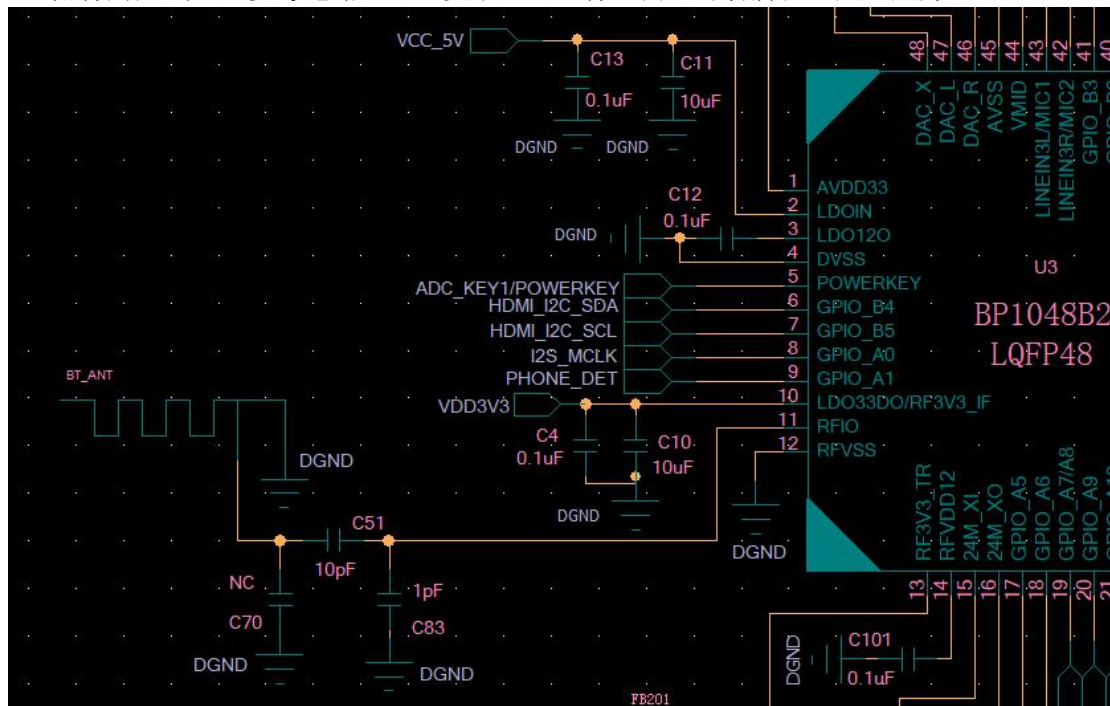 VCC_5V
C13
0.1uF
C11
10uF
DGND
DGND
48
47
46
45
44
43
42
41
40
DAC_X
DAC_L
DAC_R
AVSS
VMID
LINEIN3L/MIC1
LINEIN3R/MIC2
GPIO_B3
C12
0.1uF
DGND
1 AVDD33
2 LDOIN
3 LDO12O
4 DVSS
5 POWERKEY
6 GPIO_B4
7 GPIO_B5
8 GPIO_A0
9 GPIO_A1
10 LDO33DO/RF3V3_IF
11 RFIO
12 RFVSS
U3
BP1048B2
LQFP48
ADC_KEY1/POWERKEY
HDMI_I2C_SDA
HDMI_I2C_SCL
I2S_MCLK
PHONE_DET
VDD3V3
C4
0.1uF
C10
10uF
DGND
DGND
BT_ANT
DGND
C51
10pF
NC
C70
DGND
1pF
C83
DGND
RF3V3_TR
RFVDD12
24M_XI
24M_XO
GPIO_A5
GPIO_A6
GPIO_A7/A8
GPIO_A9
13
14
15
16
17
18
19
20
21
DGND
C101
0.1uF
FB201